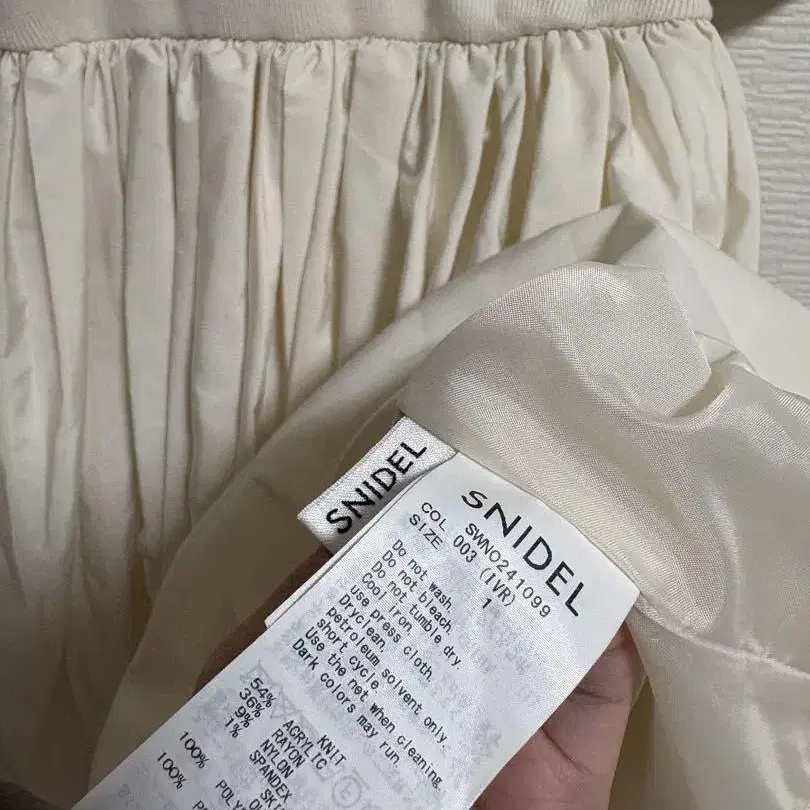 SNIDEL
SNIDEL
SWNO241099
COL 003 (IVR)
SIZE 1
Do not wash.
Do not bleach.
Do not tumble dry.
Cool iron,
use press cloth.
Dryclean,
petroleum solvent only.
short cycle
Use the net when cleaning.
Dark colors may run.
KNIT
54% ACRYLIC
36% RAYON
9% NYLON
1% SPANDEX
100%
100%